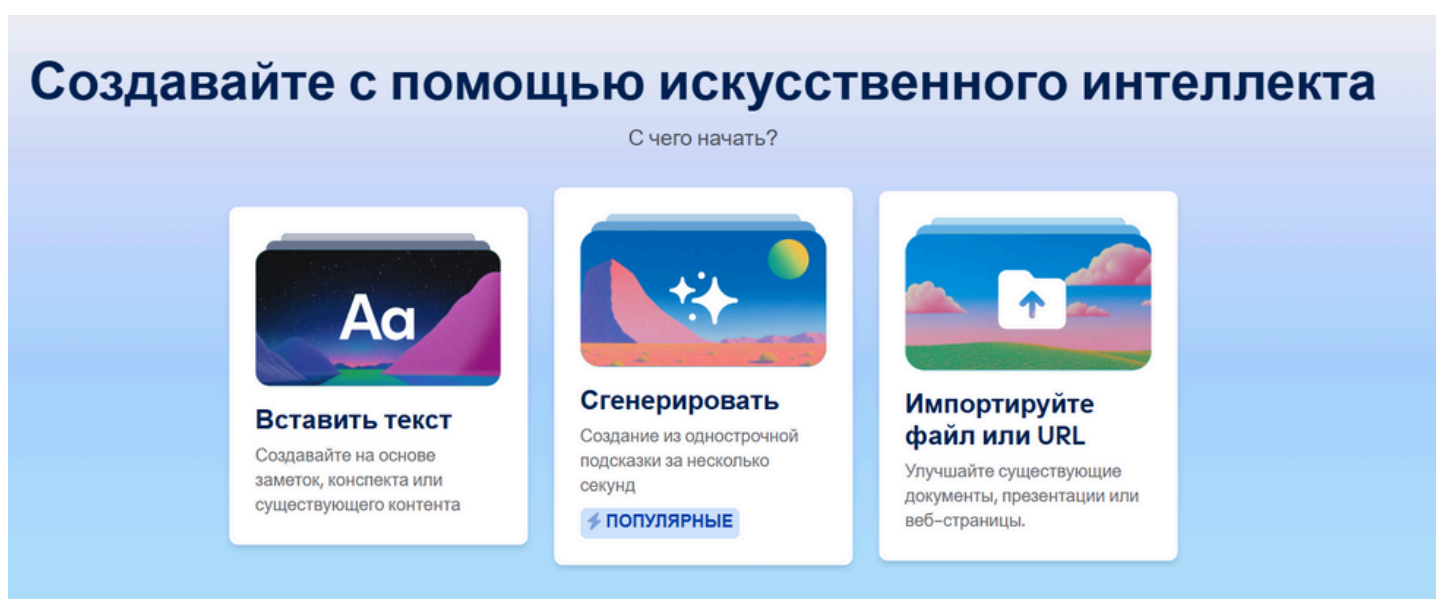 Создавайте с помощью искусственного интеллекта
С чего начать?
Aa
Вставить текст
Создавайте на основе
заметок, конспекта или
существующего контента
Сгенерировать
Создание из однострочной
подсказки за несколько
секунд
ПОПУЛЯРНЫЕ
Импортируйте
файл или URL
Улучшайте существующие
документы, презентации или
веб-страницы.